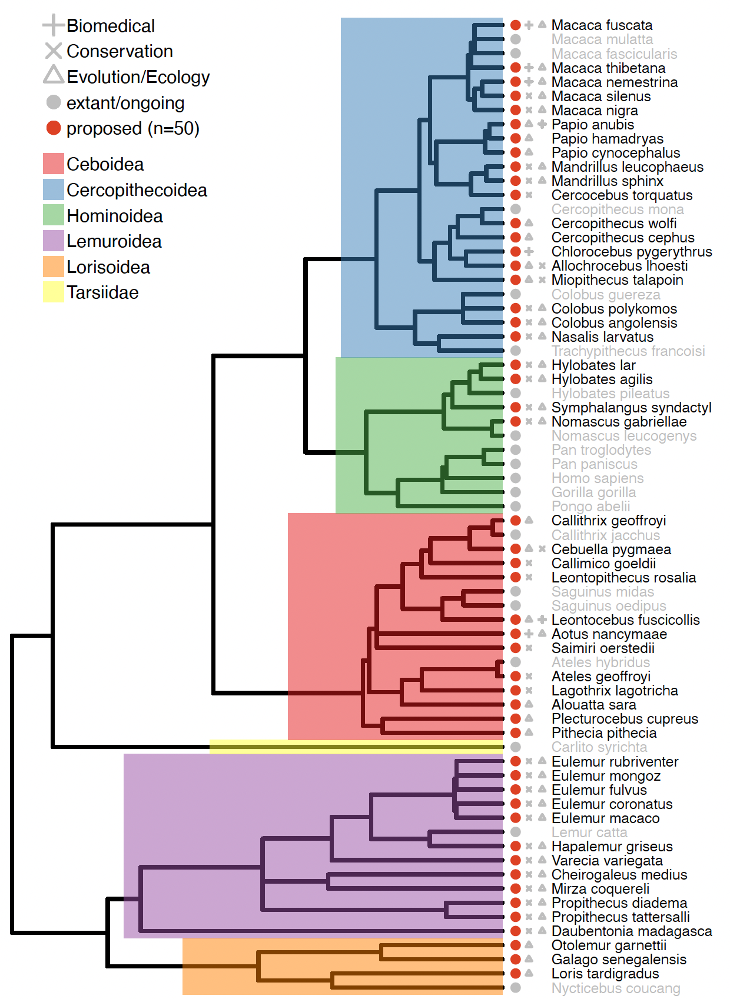 Biomedical
Conservation
Evolution/Ecology
extant/ongoing
proposed (n=50)
Ceboidea
Cercopithecoidea
Hominoidea
Lemuroidea
Lorisoidea
Tarsiidae
Macaca fuscata
Macaca mulatta
Macaca fascicularis
Macaca thibetana
Macaca nemestrina
Macaca silenus
Macaca nigra
Papio anubis
Papio hamadryas
Papio cynocephalus
Mandrillus leucophaeus
Mandrillus sphinx
Cercocebus torquatus
Cercopithecus mona
Cercopithecus wolfi
Cercopithecus cephus
Chlorocebus pygerythrus
Allochrocebus lhoesti
Miopithecus talapoin
Colobus guereza
Colobus polykomos
Colobus angolensis
Nasalis larvatus
Trachypithecus francoisi
Hylobates lar
Hylobates agilis
Hylobates pileatus
Symphalangus syndactyl
Nomascus gabriellae
Nomascus leucogenys
Pan troglodytes
Pan paniscus
Homo sapiens
Gorilla gorilla
Pongo abelii
Callithrix geoffroyi
Callithrix jacchus
Cebuella pygmaea
Callimico goeldii
Leontopithecus rosalia
Saguinus midas
Saguinus oedipus
Leontocebus fuscicollis
Aotus nancymaae
Saimiri oerstedii
Ateles hybridus
Ateles geoffroyi
Lagothrix lagotricha
Alouatta sara
Plecturocebus cupreus
Pithecia pithecia
Carlito syrichta
Eulemur rubriventer
Eulemur mongoz
Eulemur fulvus
Eulemur coronatus
Eulemur macaco
Lemur catta
Hapalemur griseus
Varecia variegata
Cheirogaleus medius
Mirza coquereli
Propithecus diadema
Propithecus tattersalli
Daubentonia madagasca
Otolemur garnettii
Galago senegalensis
Loris tardigradus
Nycticebus coucang